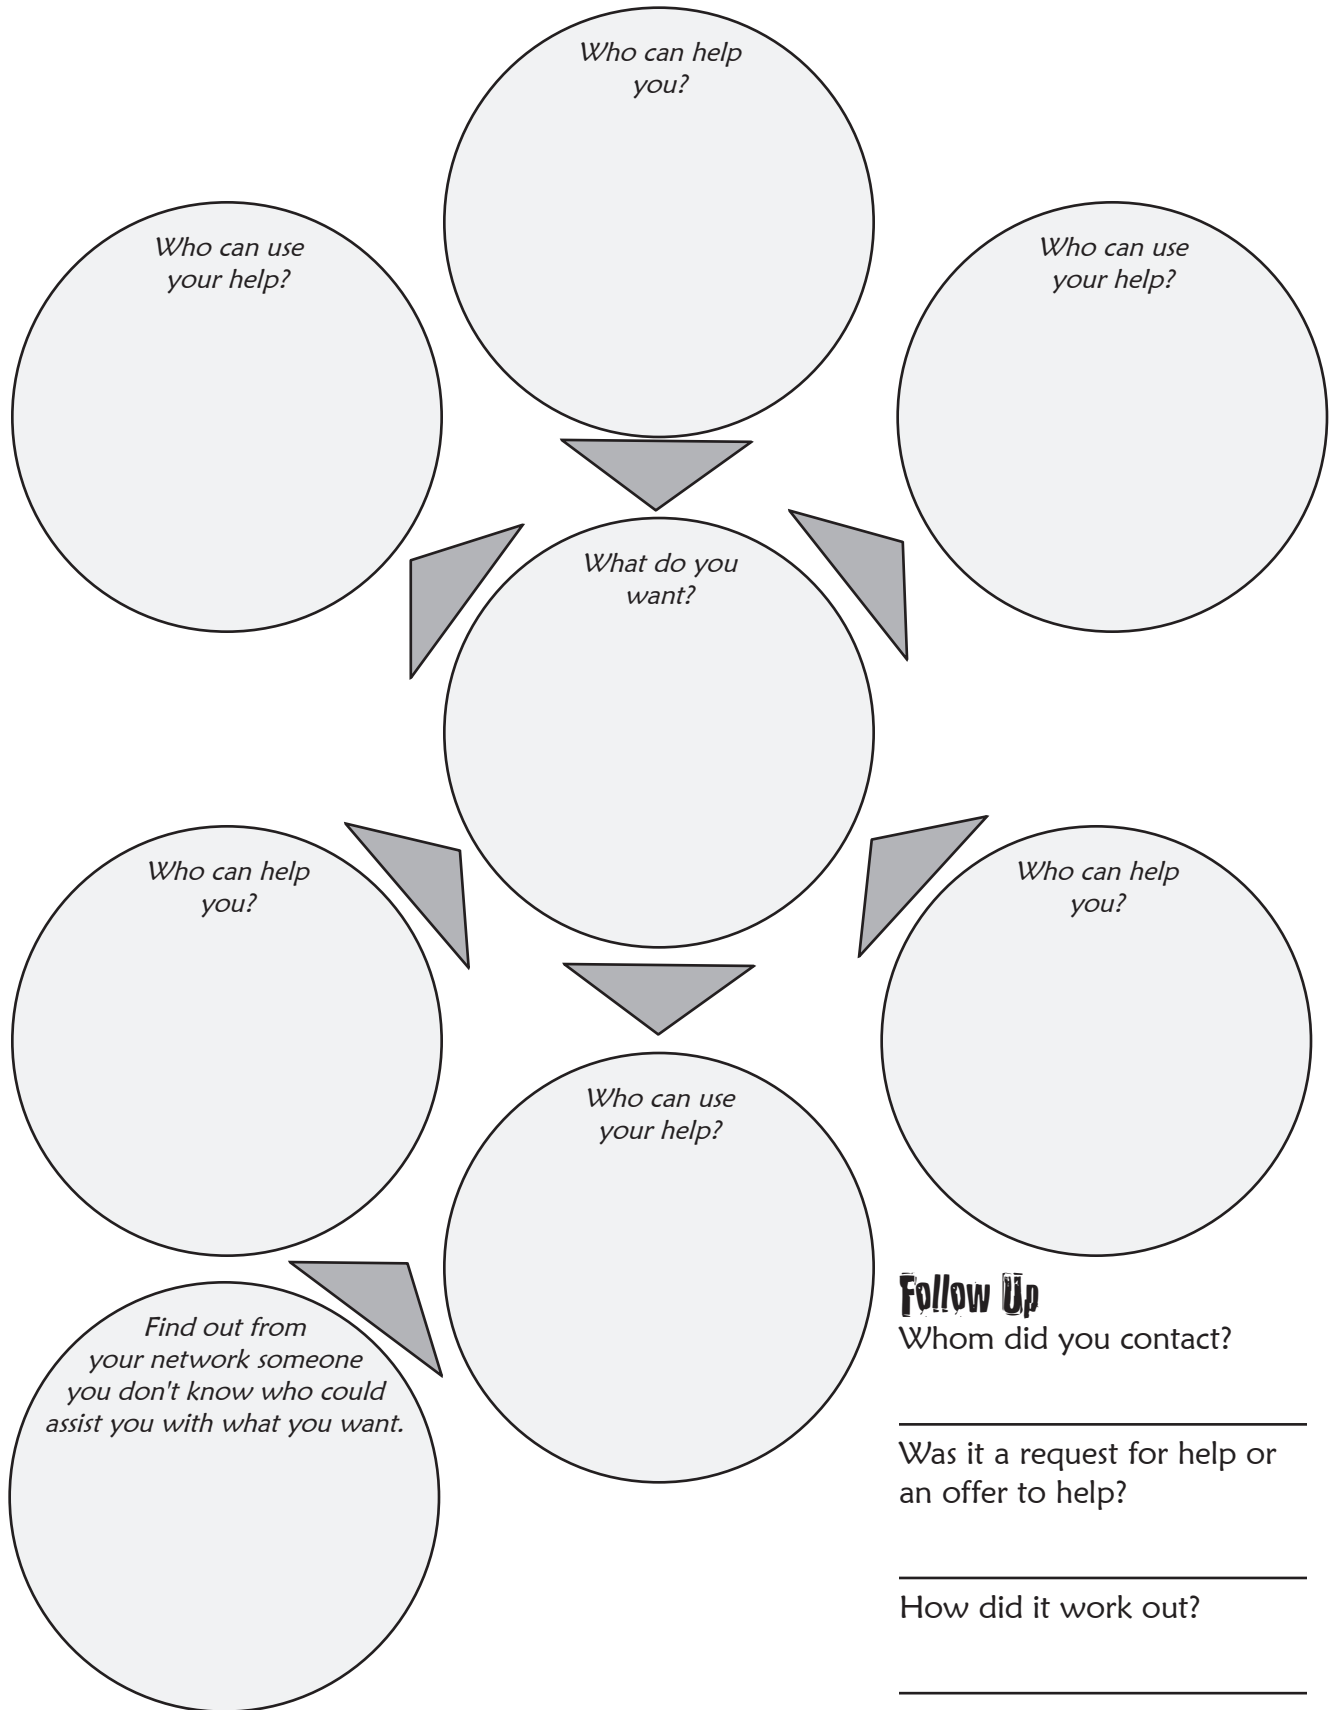 Who can help
you?
Who can use
your help?
Who can use
your help?
What do you
want?
Who can help
you?
Who can help
you?
Who can use
your help?
Find out from
your network someone
you don't know who could
assist you with what you want.
Follow Up
Whom did you contact?
Was it a request for help or
an offer to help?
How did it work out?